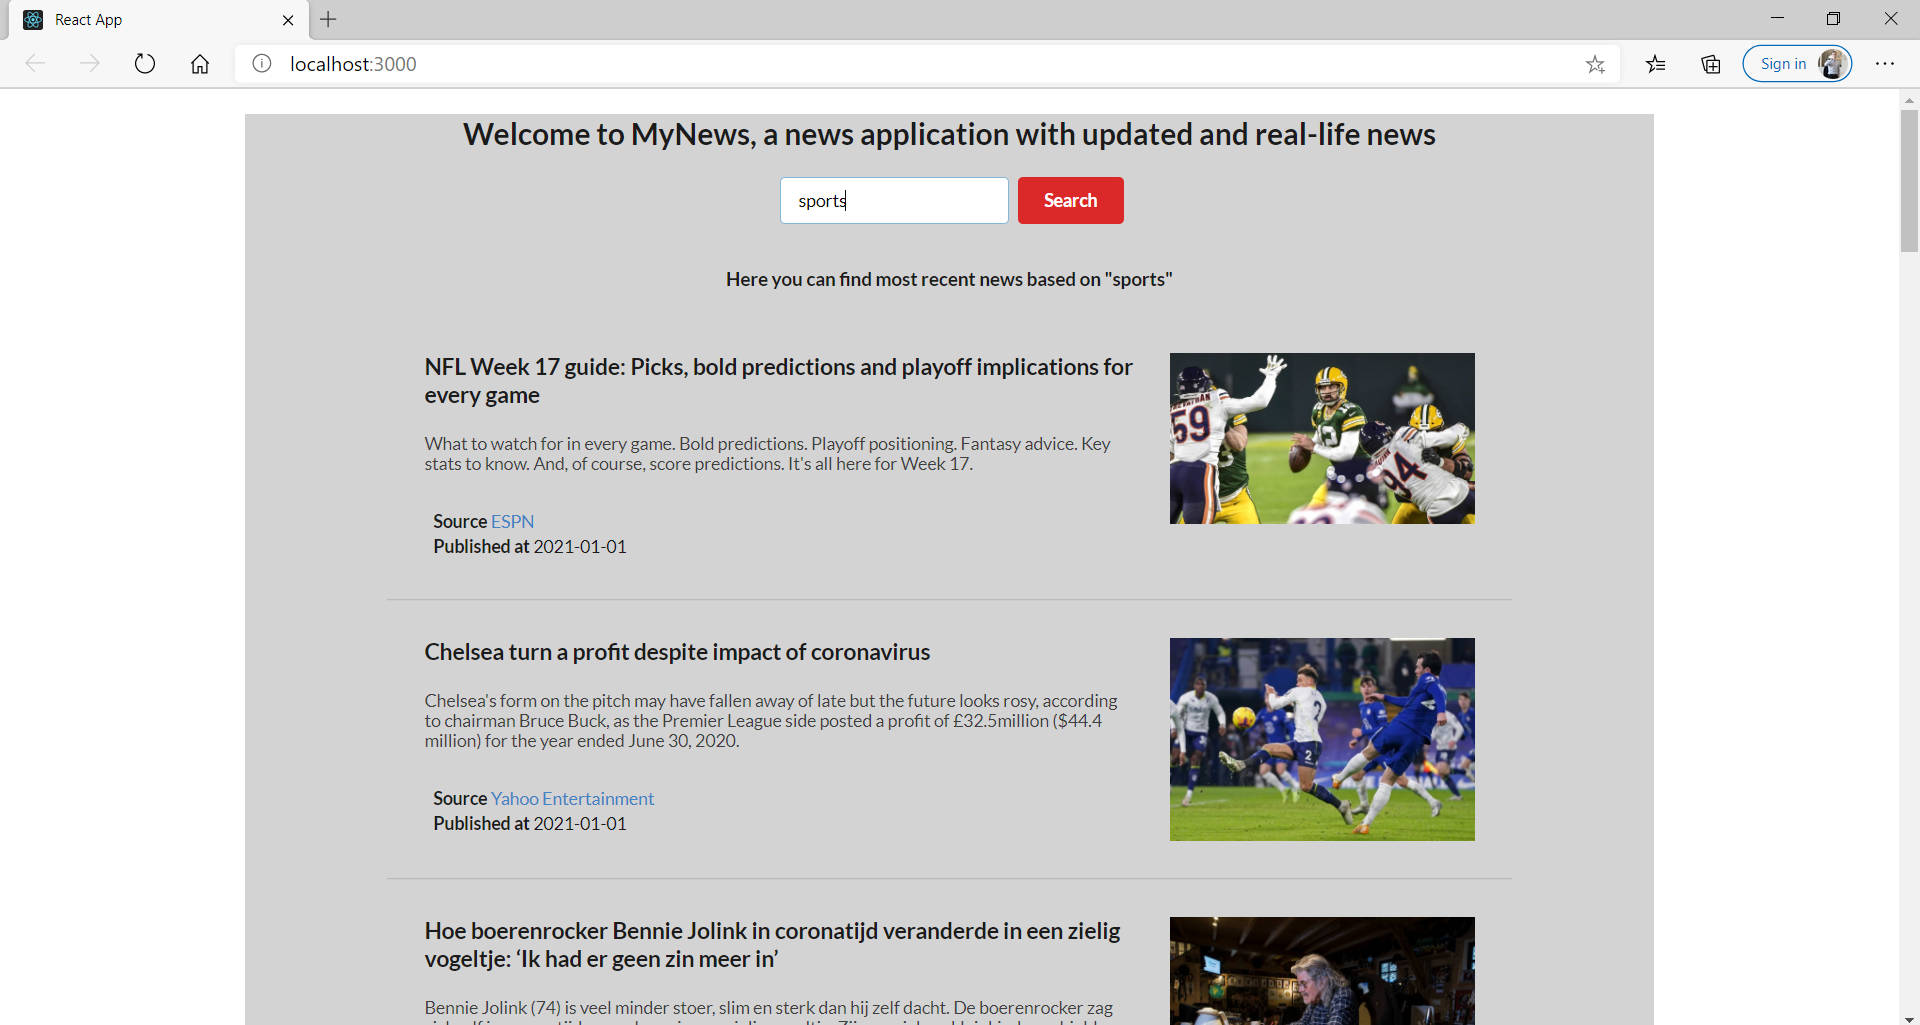 React App
localhost:3000
Sign in
Welcome to MyNews, a news application with updated and real-life news
sports
Search
Here you can find most recent news based on "sports"
NFL Week 17 guide: Picks, bold predictions and playoff implications for
every game
What to watch for in every game. Bold predictions. Playoff positioning. Fantasy advice. Key
stats to know. And, of course, score predictions. It's all here for Week 17.
Source ESPN
Published at 2021-01-01
59
12
94
Chelsea turn a profit despite impact of coronavirus
Chelsea's form on the pitch may have fallen away of late but the future looks rosy, according
to chairman Bruce Buck, as the Premier League side posted a profit of £32.5million ($44.4
million) for the year ended June 30, 2020.
Source Yahoo Entertainment
Published at 2021-01-01
2
2
Hoe boerenrocker Bennie Jolink in coronatijd veranderde in een zielig
vogeltje: ‘Ik had er geen zin meer in’
Bennie Jolink (74) is veel minder stoer, slim en sterk dan hij zelf dacht. De boerenrocker zag